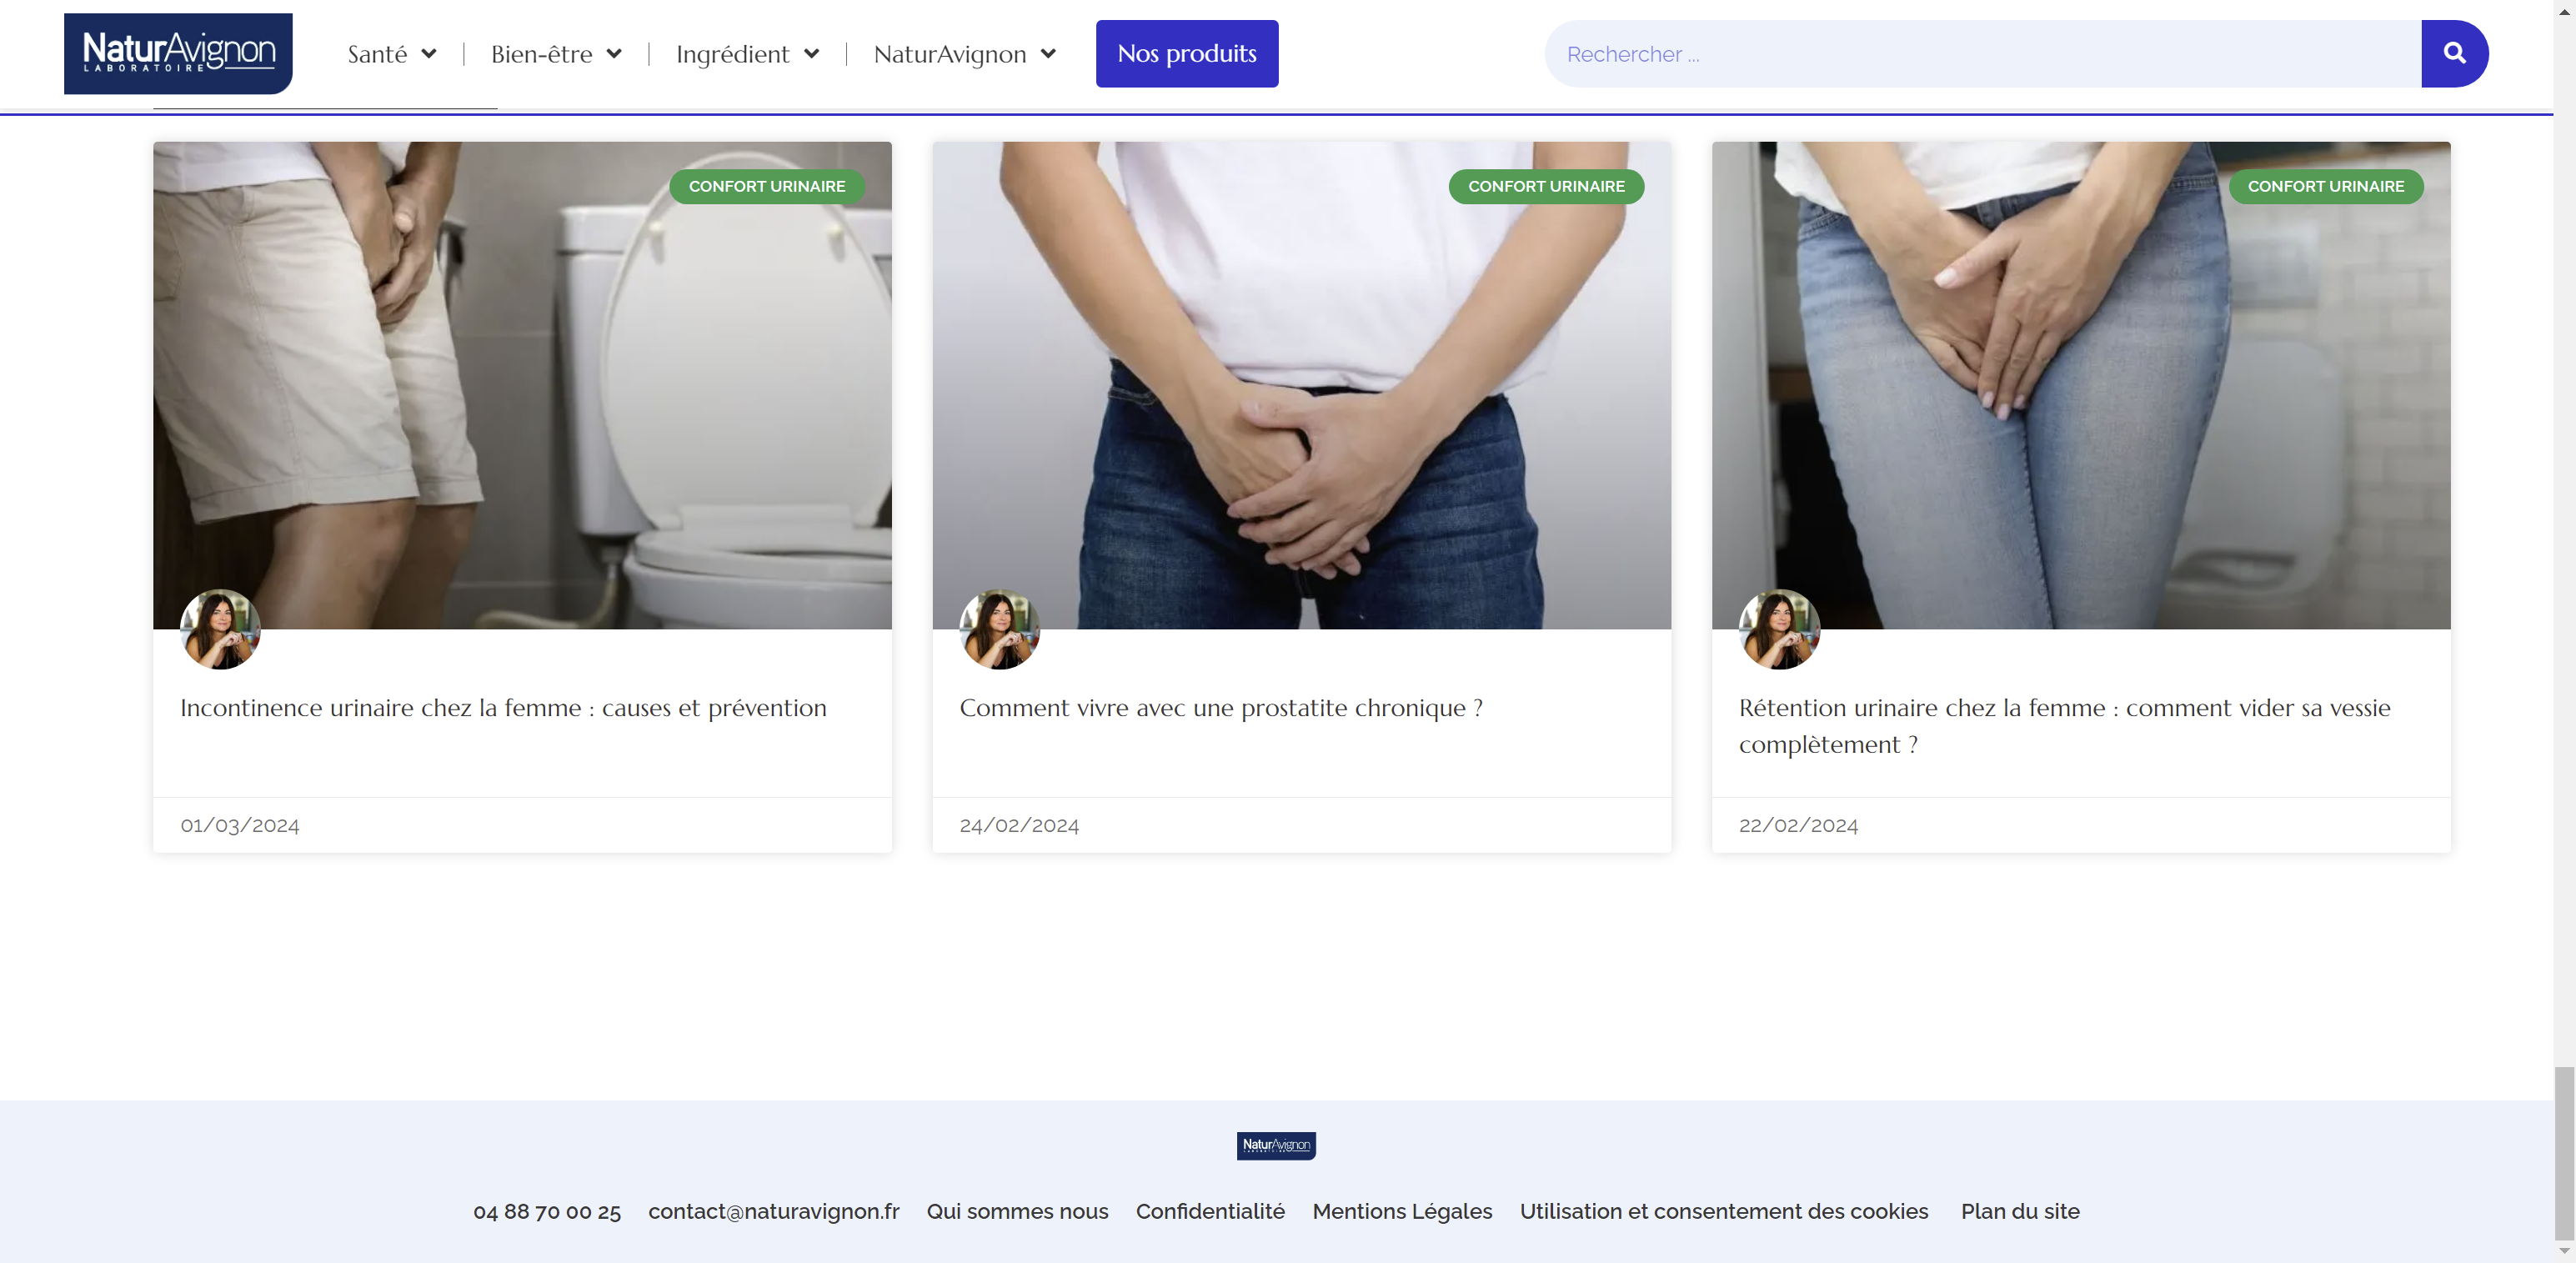 NaturAvignon
LABORATOIRE
Santé
Bien-être
Ingrédient
NaturAvignon
Nos produits
Rechercher ...
CONFORT URINAIRE
CONFORT URINAIRE
CONFORT URINAIRE
Incontinence urinaire chez la femme : causes et prévention
01/03/2024
Comment vivre avec une prostatite chronique ?
24/02/2024
Rétention urinaire chez la femme : comment vider sa vessie
complètement ?
22/02/2024
NaturAvignon
LABORATOIRE
04 88 70 00 25
contact@naturavignon.fr
Qui sommes nous
Confidentialité
Mentions Légales
Utilisation et consentement des cookies
Plan du site